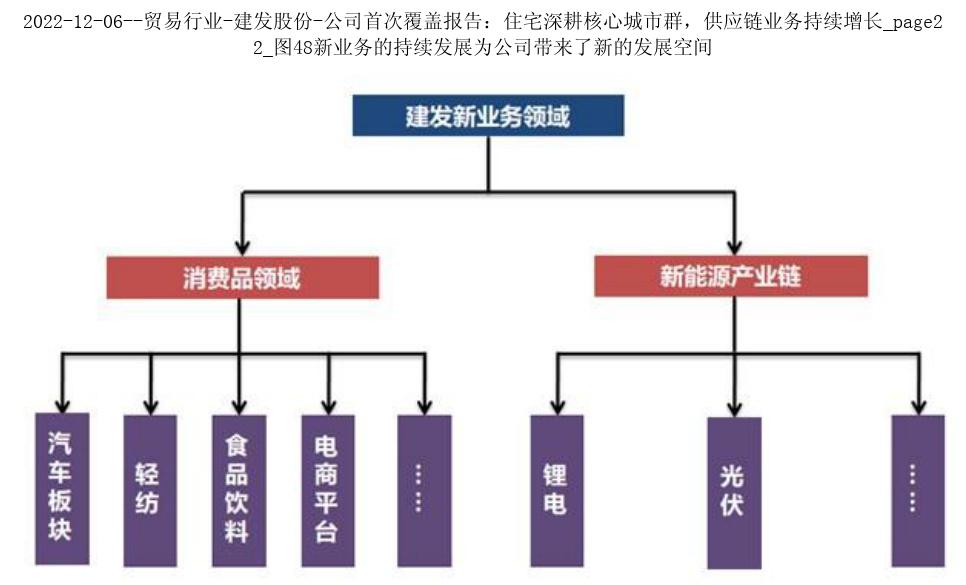 2022-12-06--贸易行业-建发股份-公司首次覆盖报告：住宅深耕核心城市群，供应链业务持续增长_page2
2_图48新业务的持续发展为公司带来了新的发展空间
建发新业务领域
消费品领域
新能源产业链
汽车板块
轻纺
食品饮料
电商平台
……
锂电
光伏
……